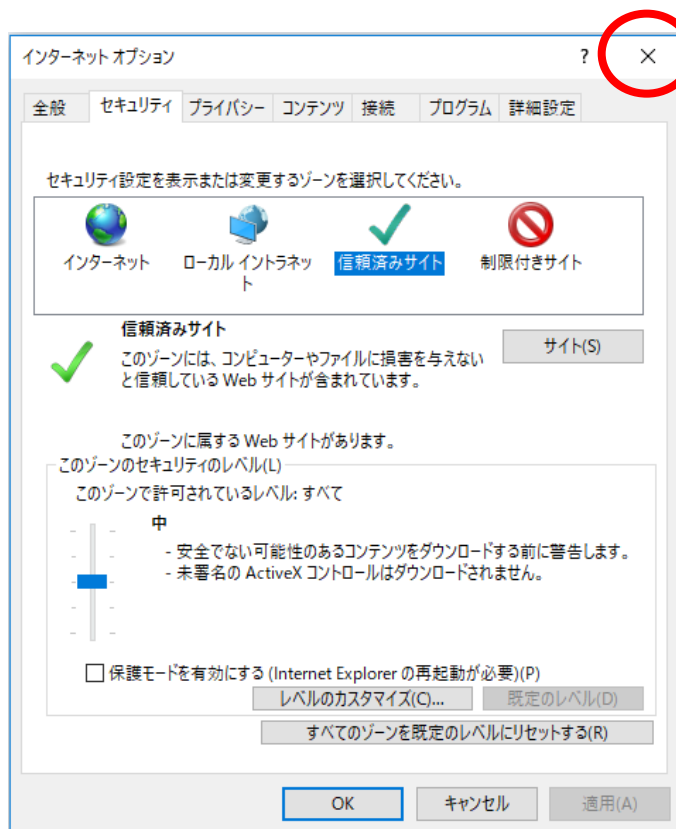 インターネット オプション
?
全般 セキュリティ プライバシー コンテンツ 接続 プログラム 詳細設定
セキュリティ設定を表示または変更するゾーンを選択してください。
インターネット
ローカル イントラネッ
ト
信頼済みサイト
制限付きサイト
信頼済みサイト
サイト(S)
このゾーンには、コンピューターやファイルに損害を与えない
と信頼している Web サイトが含まれています。
このゾーンに属する Web サイトがあります。
このゾーンのセキュリティのレベル(L)
このゾーンで許可されているレベル: すべて
中
- 安全でない可能性のあるコンテンツをダウンロードする前に警告します。
- 未署名の ActiveX コントロールはダウンロードされません。
保護モードを有効にする (Internet Explorer の再起動が必要)(P)
レベルのカスタマイズ(C)... 既定のレベル(D)
すべてのゾーンを既定のレベルにリセットする(R)
OK キャンセル 適用(A)